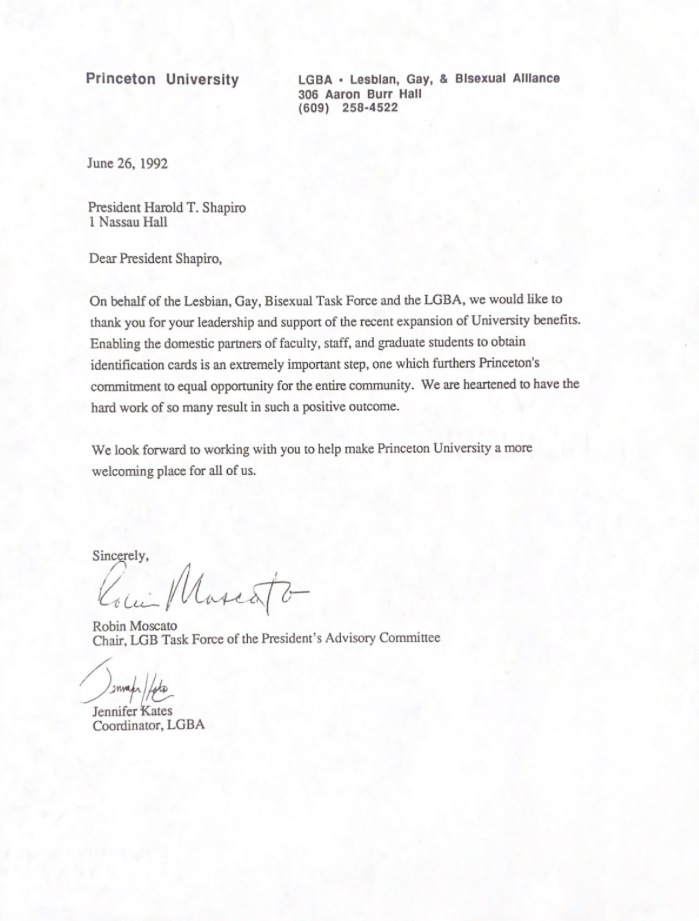 Princeton University
LGBA • Lesbian, Gay, & Bisexual Alliance
306 Aaron Burr Hall
(609) 258-4522
June 26, 1992
President Harold T. Shapiro
1 Nassau Hall
Dear President Shapiro,
On behalf of the Lesbian, Gay, Bisexual Task Force and the LGBA, we would like to
thank you for your leadership and support of the recent expansion of University benefits.
Enabling the domestic partners of faculty, staff, and graduate students to obtain
identification cards is an extremely important step, one which furthers Princeton's
commitment to equal opportunity for the entire community. We are heartened to have the
hard work of so many result in such a positive outcome.
We look forward to working with you to help make Princeton University a more
welcoming place for all of us.
Sincerely,
Robin Moscato
Robin Moscato
Chair, LGB Task Force of the President's Advisory Committee
Jennifer Kates
Jennifer Kates
Coordinator, LGBA